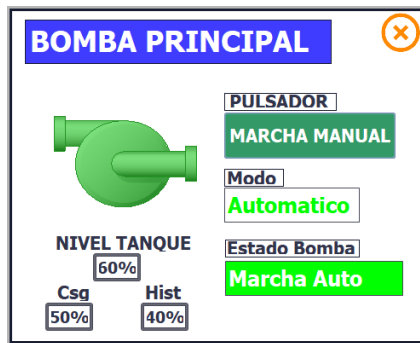 BOMBA PRINCIPAL
PULSADOR
MARCHA MANUAL
Modo
Automatico
NIVEL TANQUE
60%
Estado Bomba
Marcha Auto
Csg
Hist
50%
40%